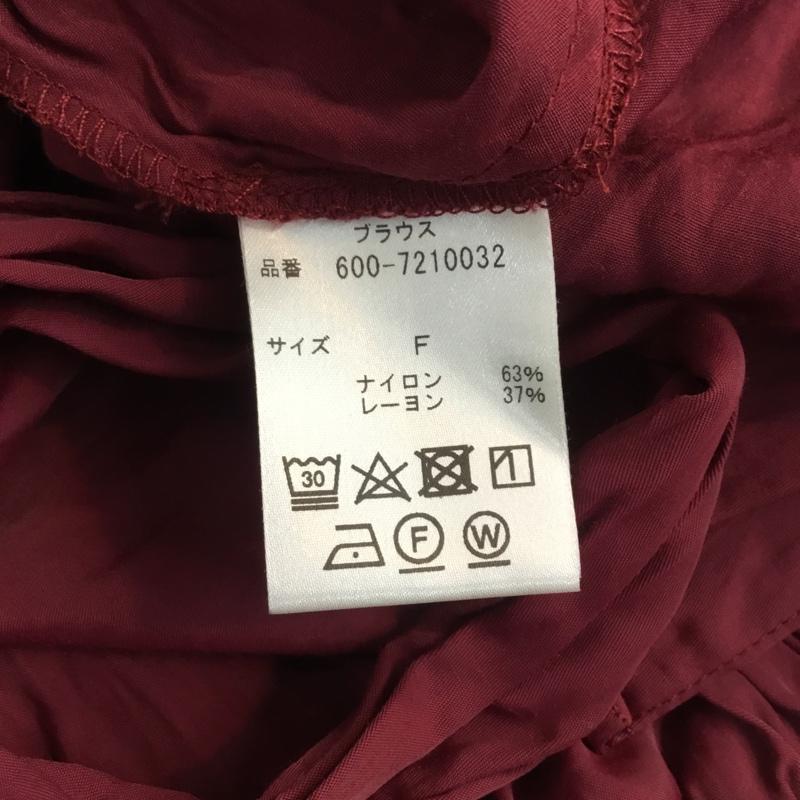 ブラウス
品番 600-7210032
サイズ F
ナイロン 63%
レーヨン 37%
30
F W